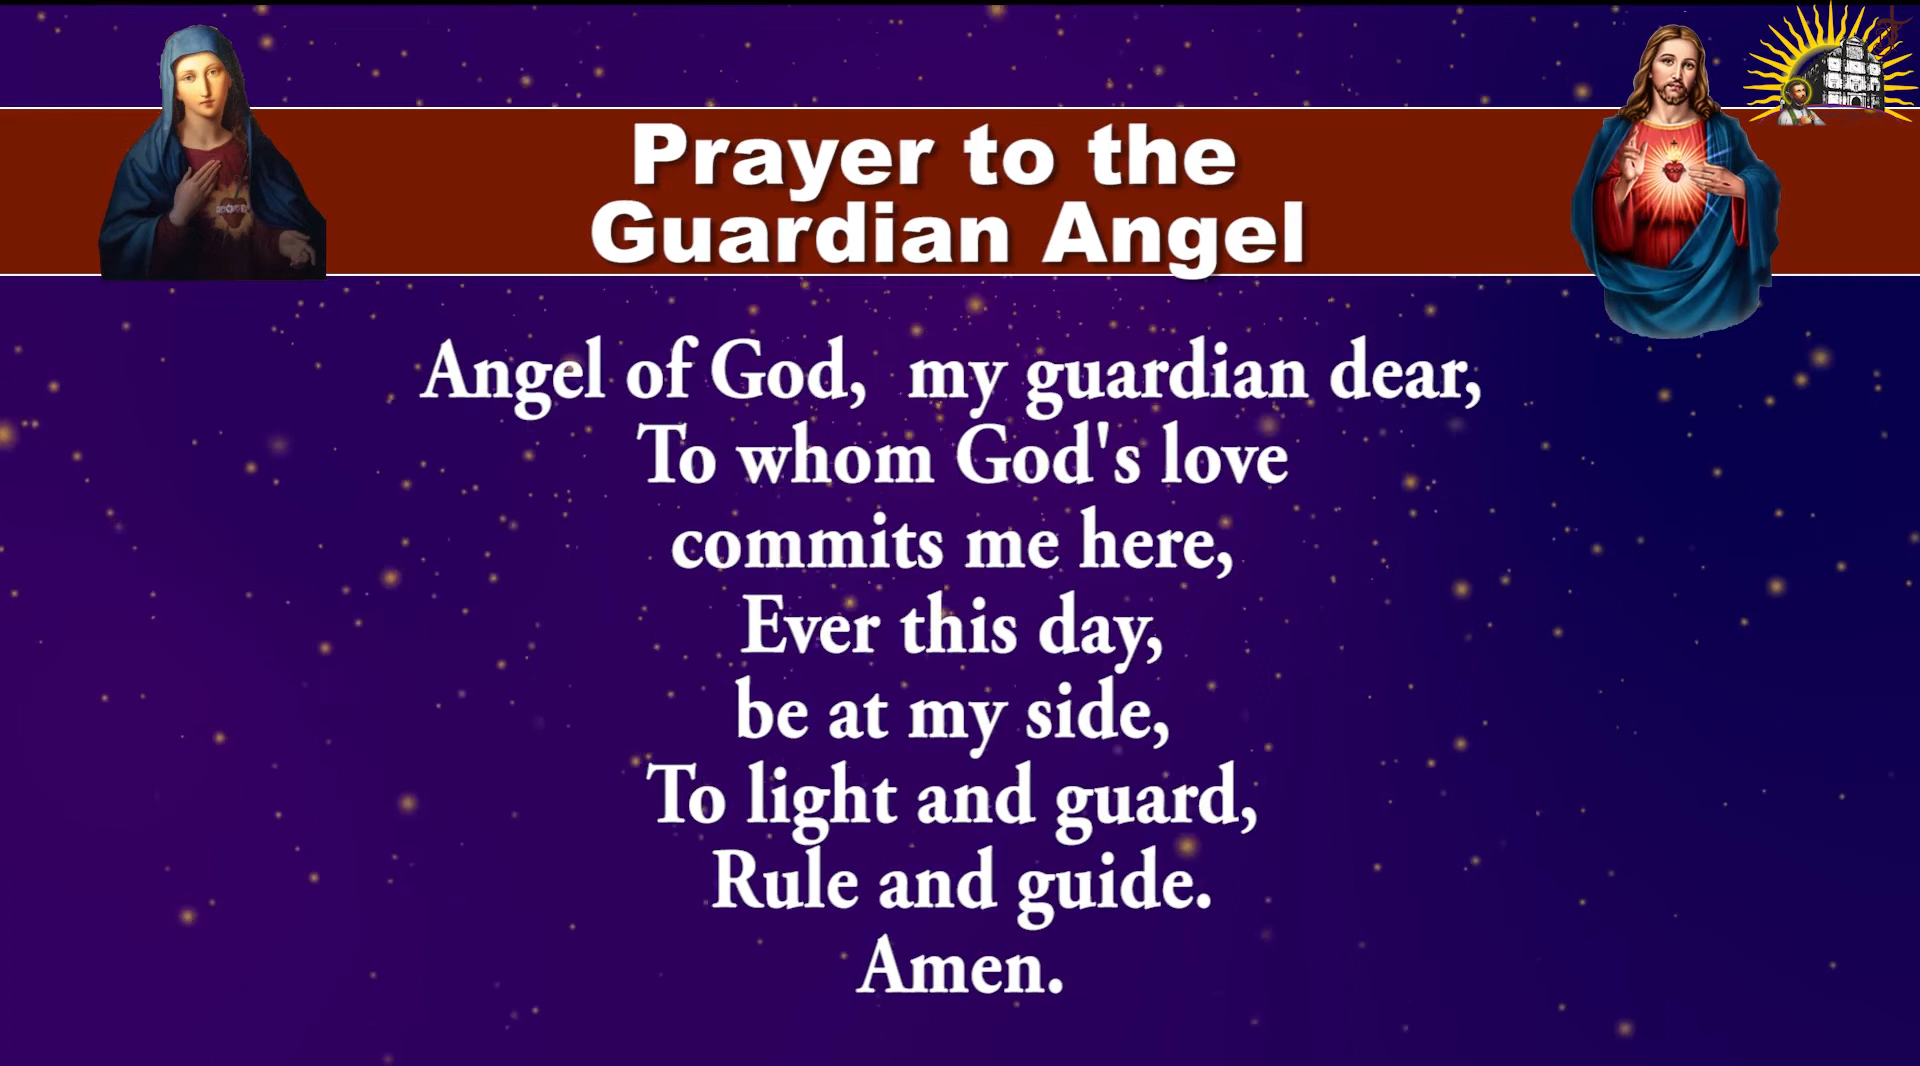 Prayer to the
Guardian Angel
Angel of God,  my guardian dear,
To whom God's love
commits me here,
Ever this day,
be at my side,
To light and guard,
Rule and guide.
Amen.